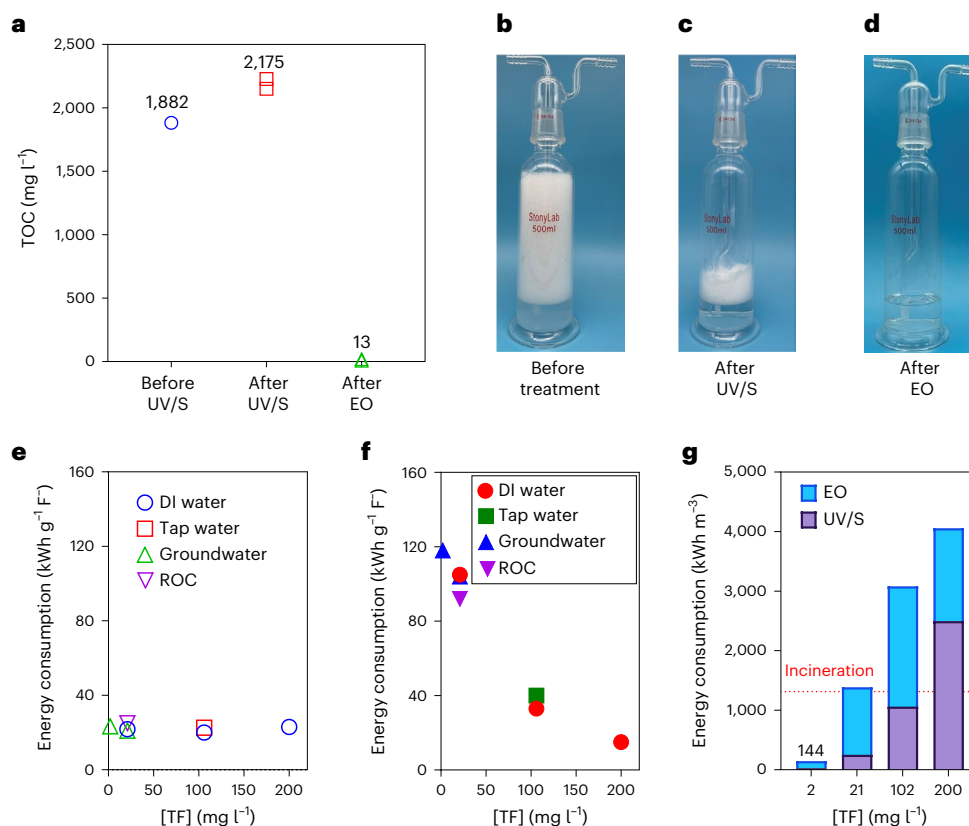 a
2,500
2,000
1,500
1,000
500
0
TOC (mg l⁻¹)
1,882
2,175
13
Before
UV/S
After
UV/S
After
EO
b
StonyLab
500ml
Before
treatment
c
StonyLab
500ml
After
UV/S
d
StonyLab
500ml
After
EO
e
160
120
80
40
0
Energy consumption (kWh g⁻¹ F⁻)
DI water
Tap water
Groundwater
ROC
0 50 100 150 200
[TF] (mg l⁻¹)
f
160
120
80
40
0
Energy consumption (kWh g⁻¹ F⁻)
DI water
Tap water
Groundwater
ROC
0 50 100 150 200
[TF] (mg l⁻¹)
g
5,000
4,000
3,000
2,000
1,000
0
Energy consumption (kWh m⁻³)
EO
UV/S
Incineration
144
2 21 102 200
[TF] (mg l⁻¹)